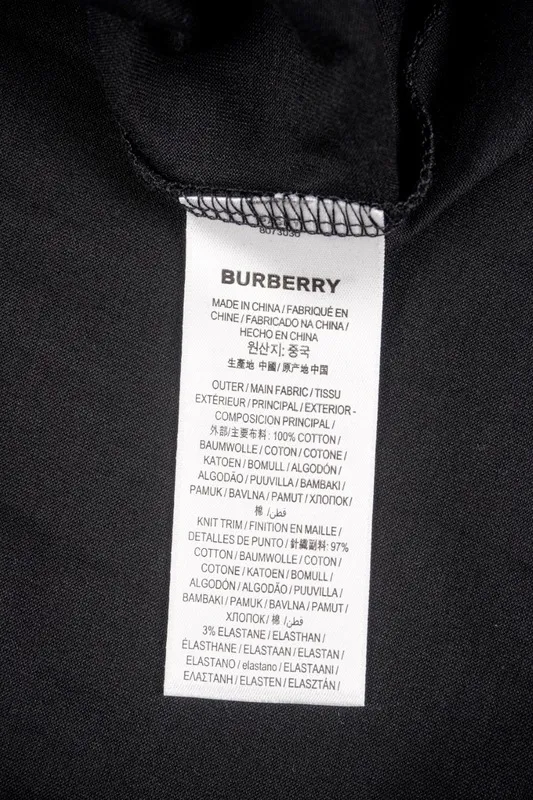 8073036
BURBERRY
MADE IN CHINA / FABRIQUÉ EN
CHINE / FABRICADO NA CHINA /
HECHO EN CHINA
원산지: 중국
生產地 中國 / 原产地 中国
OUTER / MAIN FABRIC / TISSU
EXTÉRIEUR / PRINCIPAL / EXTERIOR -
COMPOSICION PRINCIPAL /
外部/主要布料: 100% COTTON /
BAUMWOLLE / COTON / COTONE /
KATOEN / BOMULL / ALGODÓN /
ALGODÃO / PUUVILLA / BAMBAKI /
PAMUK / BAVLNA / PAMUT / ХЛОПОК /
棉 /قطن
KNIT TRIM / FINITION EN MAILLE /
DETALLES DE PUNTO / 針織副料: 97%
COTTON / BAUMWOLLE / COTON /
COTONE / KATOEN / BOMULL /
ALGODÓN / ALGODÃO / PUUVILLA /
BAMBAKI / PAMUK / BAVLNA / PAMUT /
ХЛОПОК / 棉 /قطن
3% ELASTANE / ELASTHAN /
ÉLASTHANE / ELASTAAN / ELASTAN /
ELASTANO / elastano / ELASTAANI /
ΕΛΑΣΤΑΝΗ / ELASTEN / ELASZTÁN /